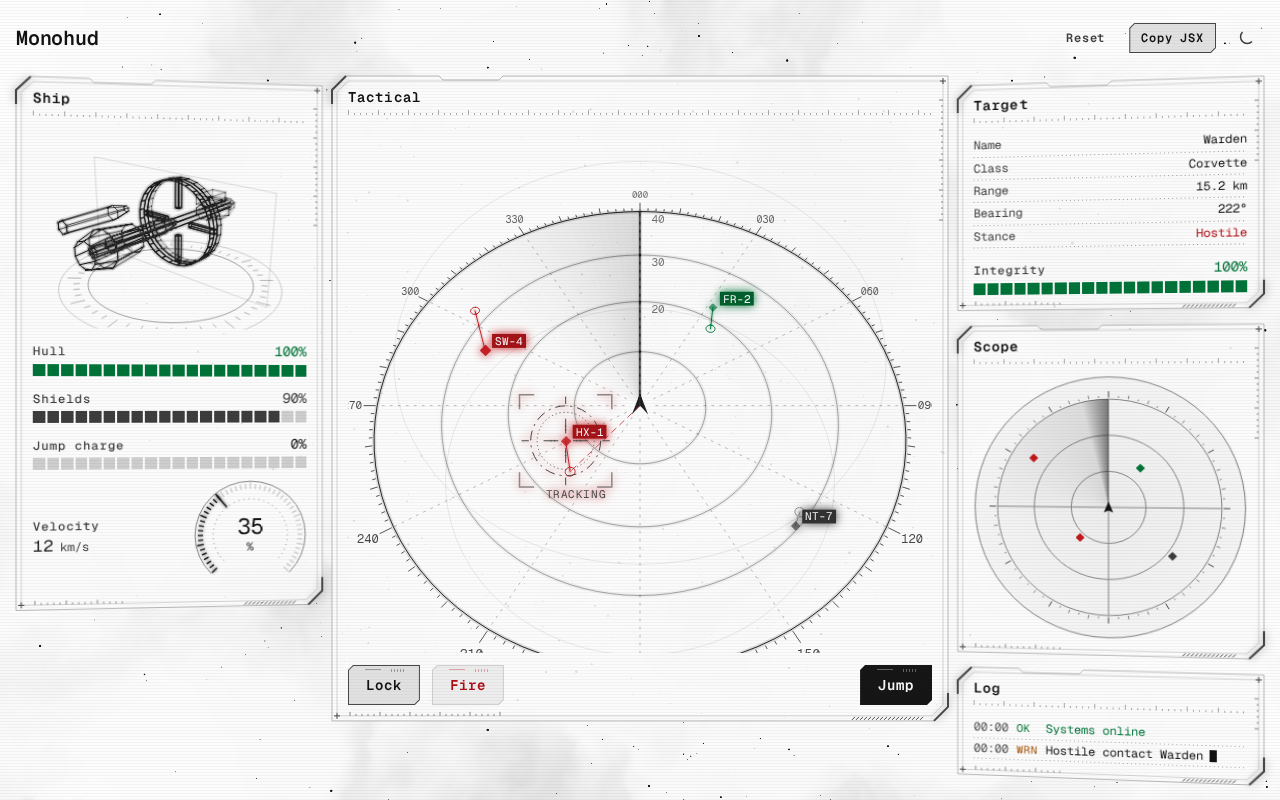 Monohud
Reset
Copy JSX
Ship
Hull 100%
Shields 90%
Jump charge 0%
Velocity
12 km/s
35
%
Tactical
000
330
40
030
30
300
060
20
FR-2
SW-4
70
09
HX-1
TRACKING
NT-7
240
120
210
150
Lock
Fire
Jump
Target
Name Warden
Class Corvette
Range 15.2 km
Bearing 222°
Stance Hostile
Integrity 100%
Scope
Log
00:00 OK Systems online
00:00 WRN Hostile contact Warden